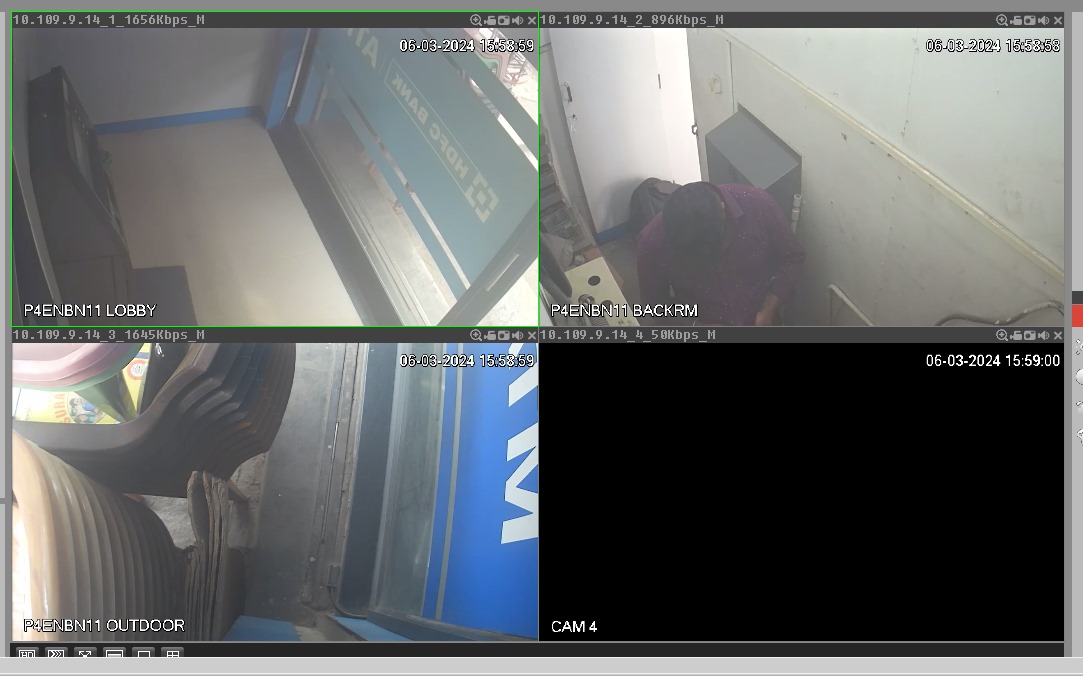 10.109.9.14_1_1656Kbps_M
10.109.9.14_2_896Kbps_M
06-03-2024 15:58:59
06-03-2024 15:58:58
HDFC BANK
P4ENBN11 LOBBY
P4ENBN11 BACKRM
10.109.9.14_3_1645Kbps_M
10.109.9.14_4_50Kbps_M
06-03-2024 15:58:59
06-03-2024 15:59:00
P4ENBN11 OUTDOOR
CAM 4